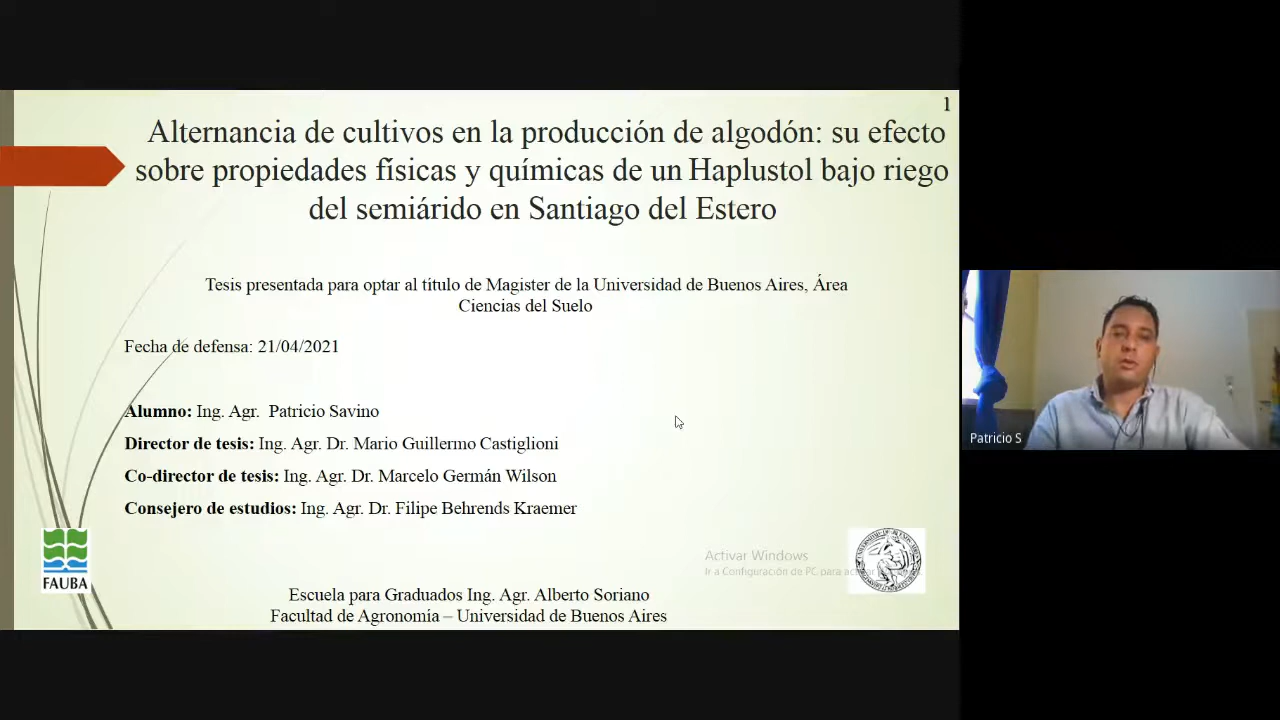 1
Alternancia de cultivos en la producción de algodón: su efecto
sobre propiedades físicas y químicas de un Haplustol bajo riego
del semiárido en Santiago del Estero
Tesis presentada para optar al título de Magister de la Universidad de Buenos Aires, Área
Ciencias del Suelo
Fecha de defensa: 21/04/2021
Alumno: Ing. Agr. Patricio Savino
Director de tesis: Ing. Agr. Dr. Mario Guillermo Castiglioni
Co-director de tesis: Ing. Agr. Dr. Marcelo Germán Wilson
Consejero de estudios: Ing. Agr. Dr. Filipe Behrends Kraemer
FAUBA
Activar Windows
Ir a Configuración de PC para
Escuela para Graduados Ing. Agr. Alberto Soriano
Facultad de Agronomía – Universidad de Buenos Aires
Patricio S